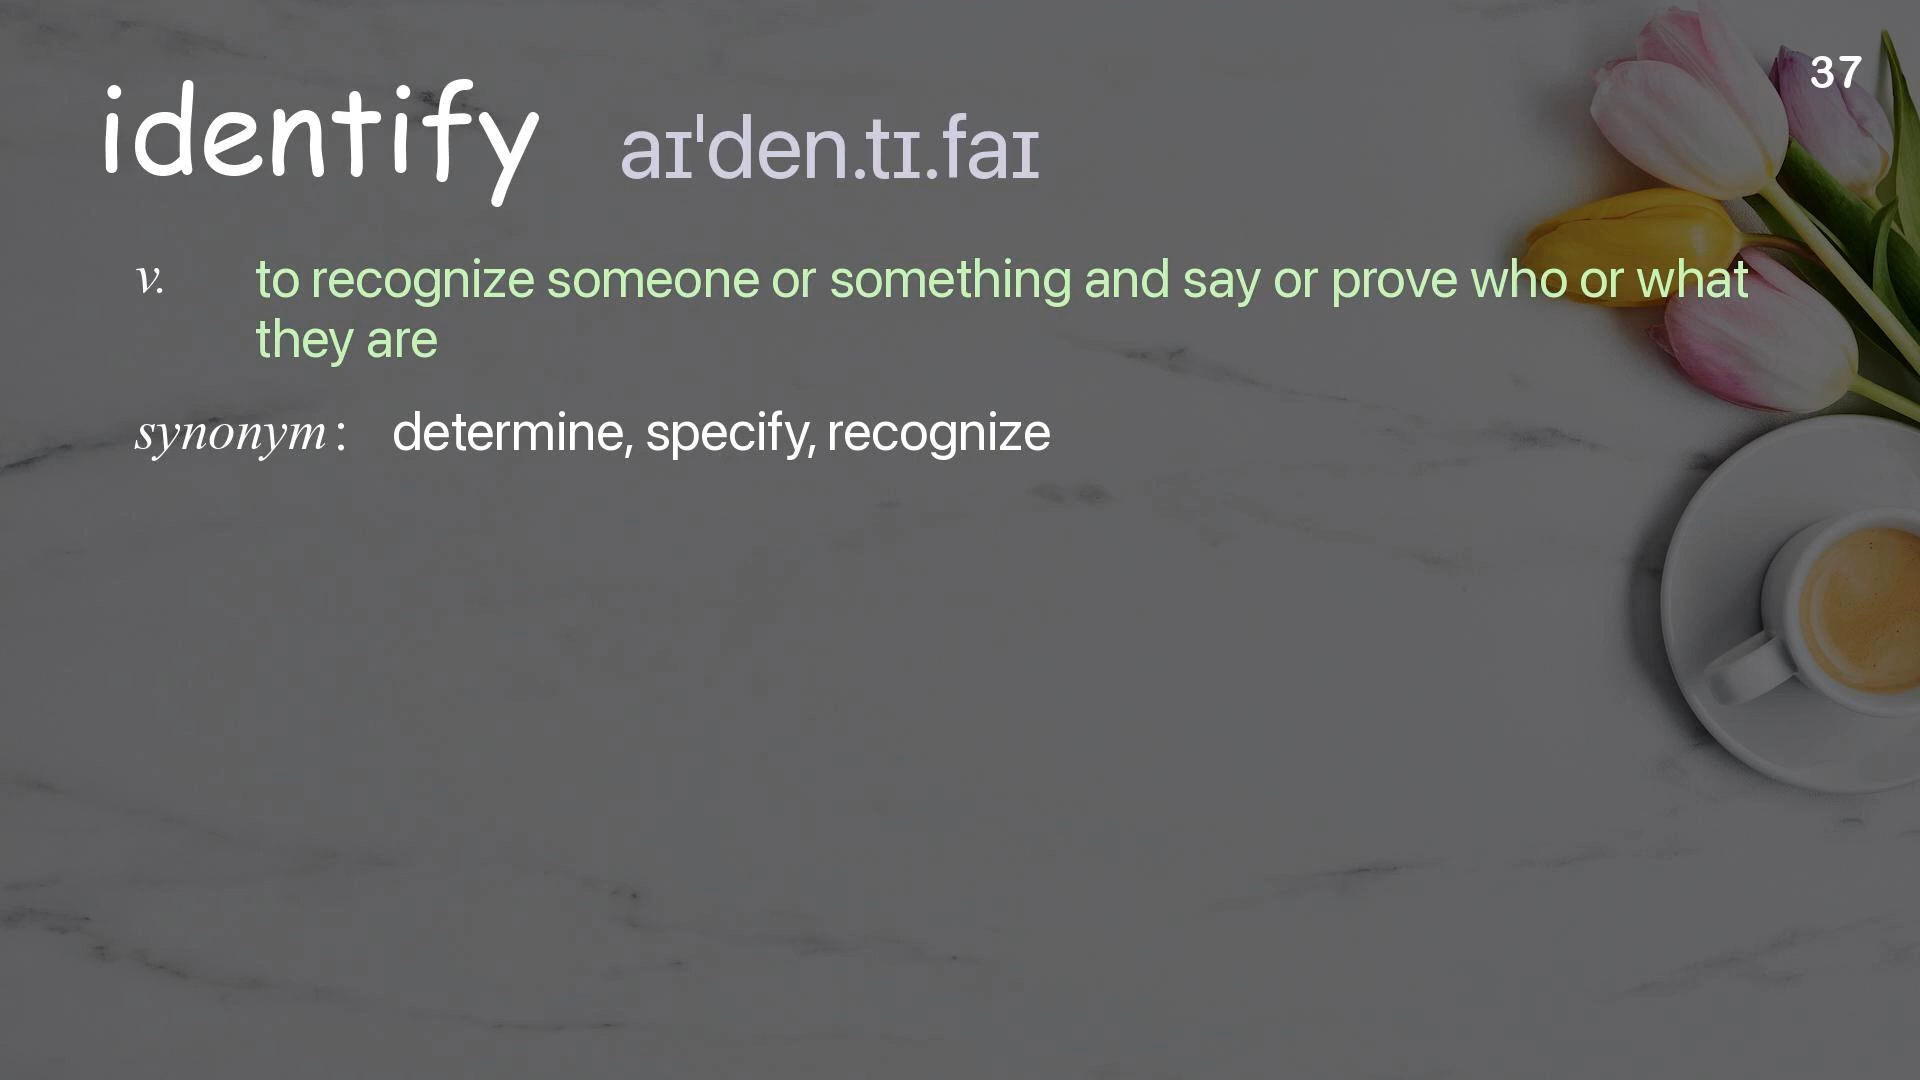 37
identify aɪˈden.tɪ.faɪ
v. to recognize someone or something and say or prove who or what
they are
synonym : determine, specify, recognize